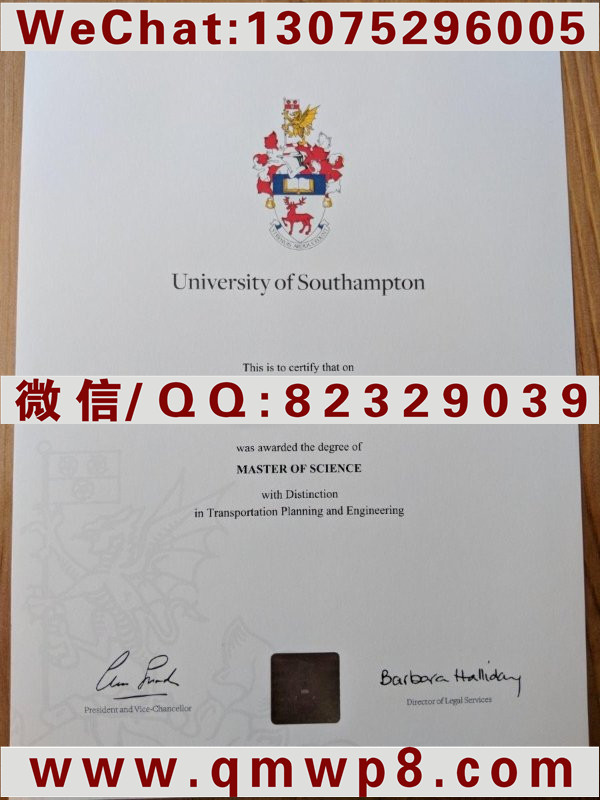 WeChat:13075296005
University of Southampton
This is to certify that on
微信/QQ:82329039
was awarded the degree of
MASTER OF SCIENCE
with Distinction
in Transportation Planning and Engineering
Barbara Halliday
President and Vice-Chancellor
Director of Legal Services
www.qmwp8.com